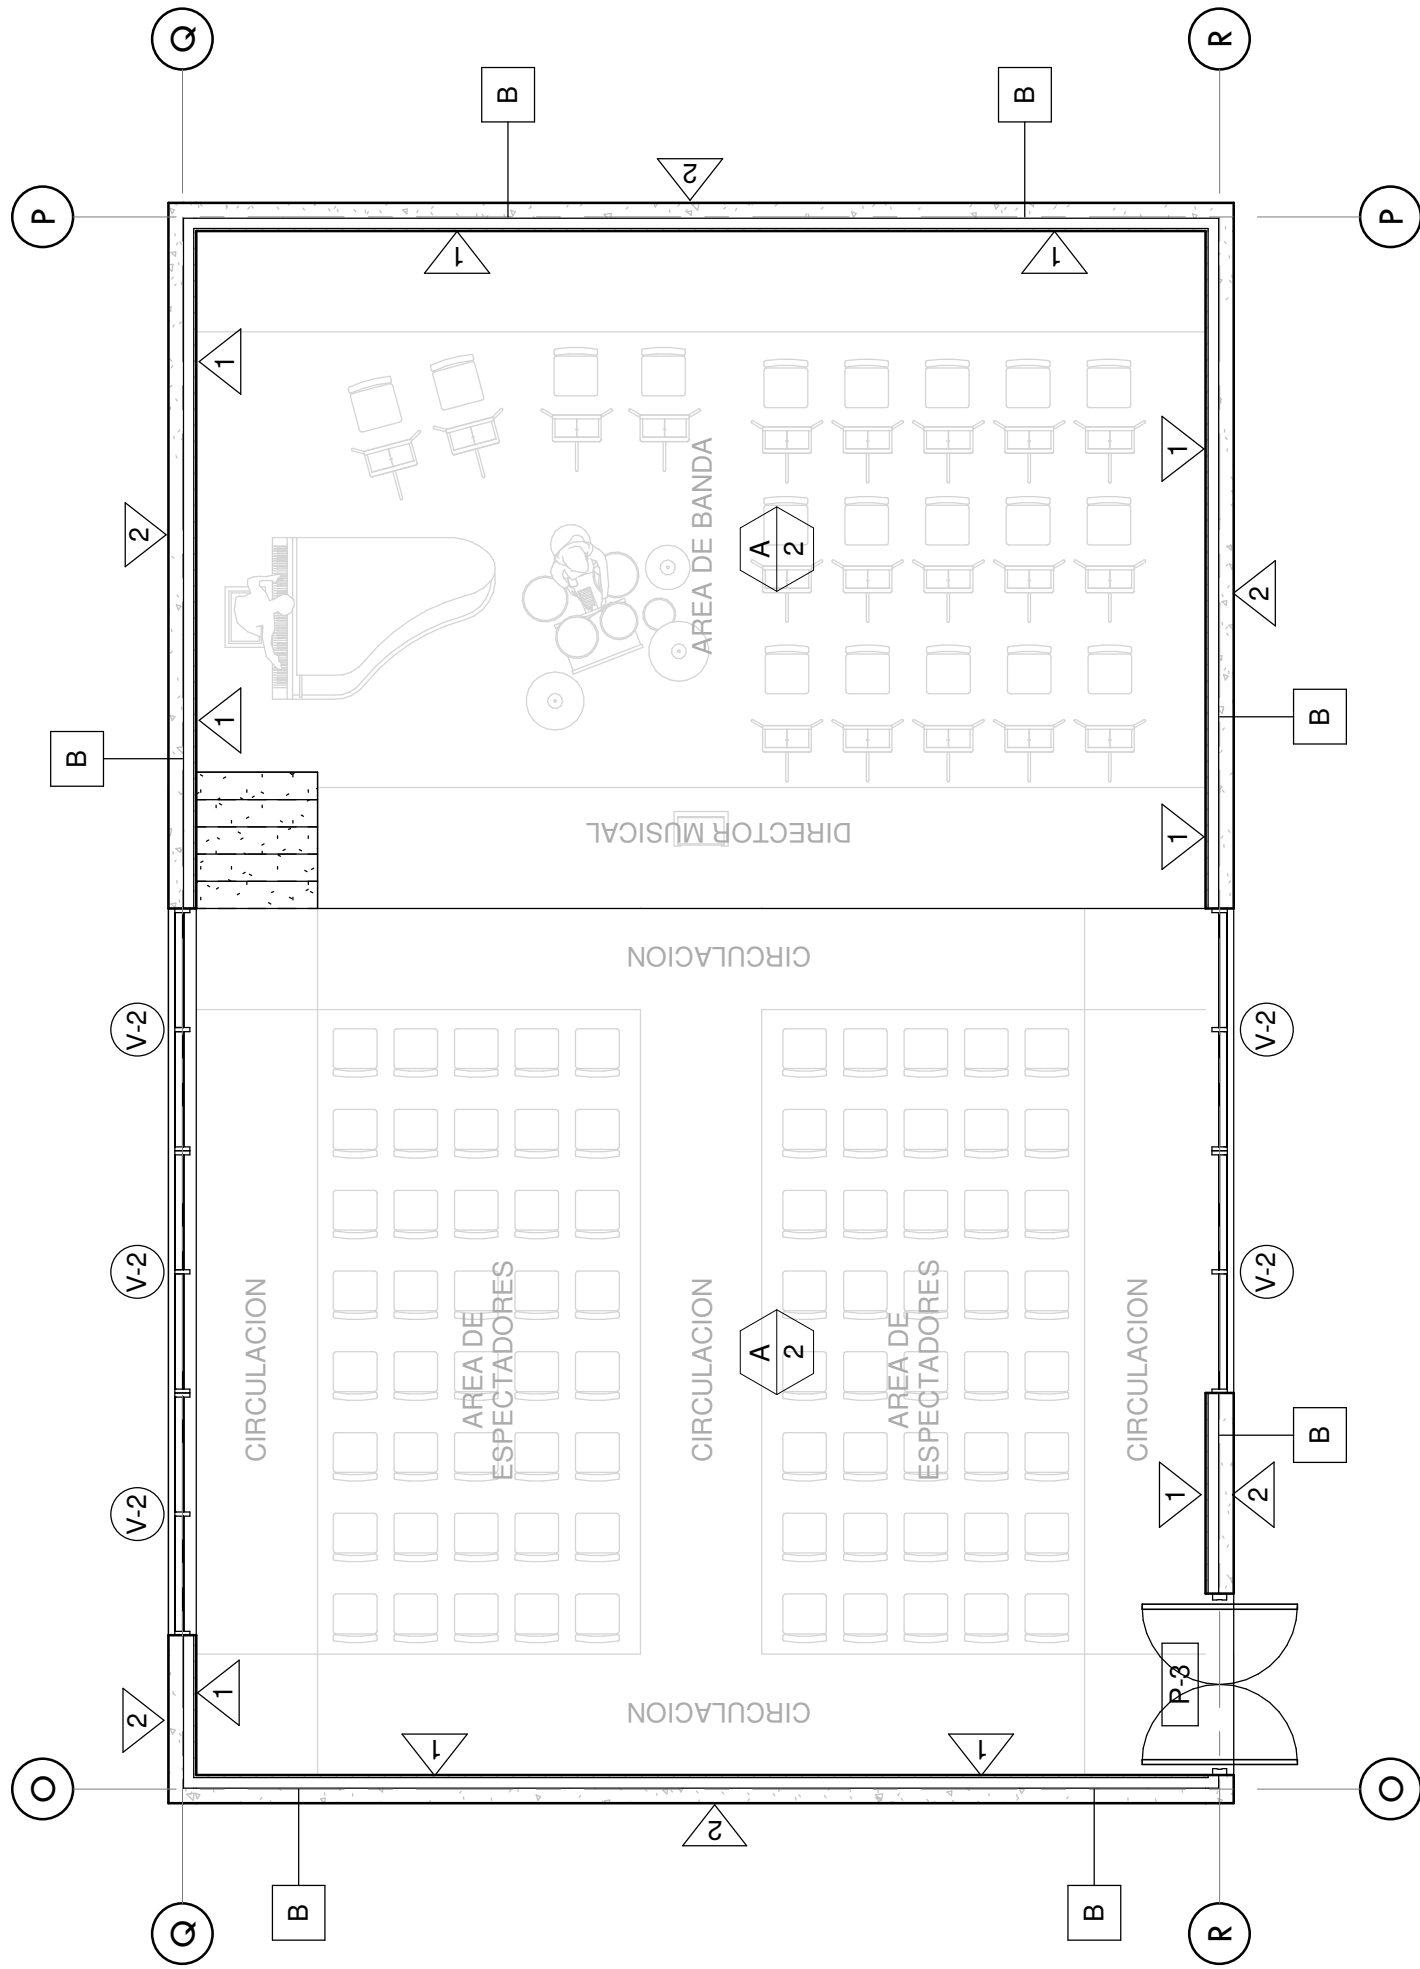 Q
R
B
B
P
2
P
1
1
1
1
2
AREA DE BANDA
A
2
2
1
1
B
B
DIRECTOR MUSICAL
CIRCULACION
V-2
V-2
V-2
V-2
CIRCULACION
AREA DE
ESPECTADORES
CIRCULACION
A
2
AREA DE
ESPECTADORES
CIRCULACION
B
V-2
1
2
2
1
CIRCULACION
P-3
1
1
O
O
2
B
B
Q
R